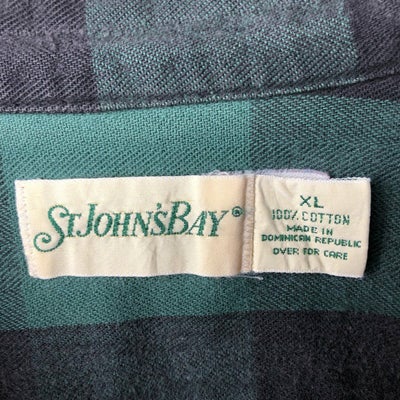 ST. JOHN'S BAY®
XL
100% COTTON
MADE IN
DOMINICAN REPUBLIC
OVER FOR CARE